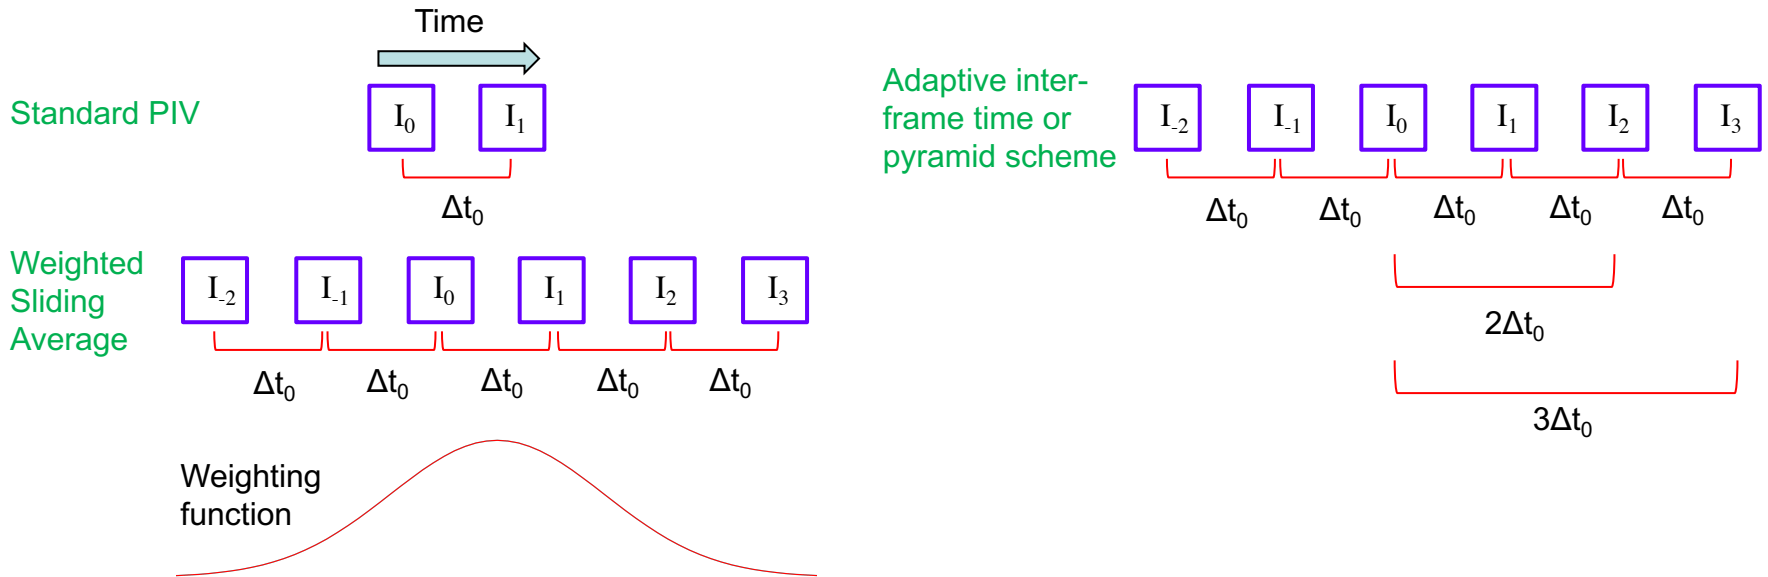 Time
Standard PIV
I0 I1
Δt0
Weighted
Sliding
Average
I-2 I-1 I0 I1 I2 I3
Δt0 Δt0 Δt0 Δt0 Δt0
Weighting
function
Adaptive inter-
frame time or
pyramid scheme
I-2 I-1 I0 I1 I2 I3
Δt0 Δt0 Δt0 Δt0 Δt0
2Δt0
3Δt0